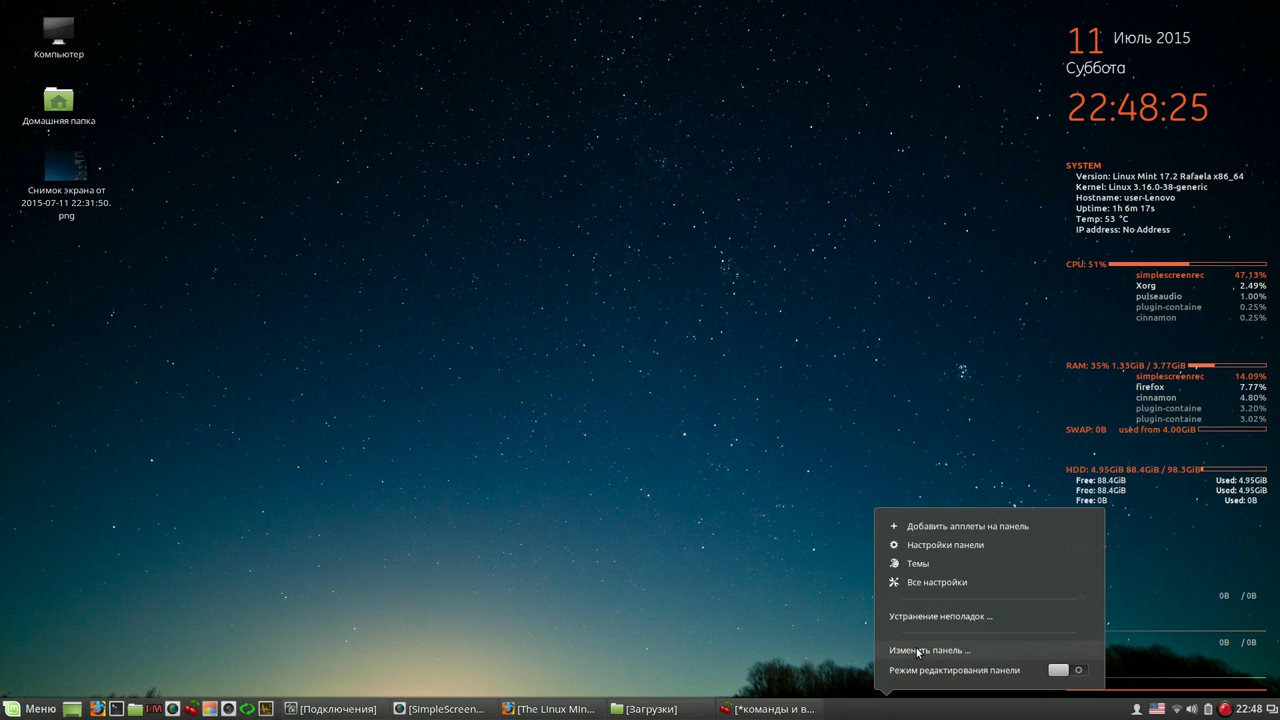 Компьютер
Домашняя папка
Снимок экрана от
2015-07-11 22:31:50.
png
11 Июль 2015
Суббота
22:48:25
SYSTEM
Version: Linux Mint 17.2 Rafaela x86_64
Kernel: Linux 3.16.0-38-generic
Hostname: user-Lenovo
Uptime: 1h 6m 17s
Temp: 53 °C
IP address: No Address
CPU: 51%
simplescreenrec 47.13%
Xorg 2.49%
pulseaudio 1.00%
plugin-containe 0.25%
cinnamon 0.25%
RAM: 35% 1.33GiB / 3.77GiB
simplescreenrec 14.09%
firefox 7.77%
cinnamon 4.80%
plugin-containe 3.20%
plugin-containe 3.02%
SWAP: 0B used from 4.00GiB
HDD: 4.95GiB 88.4GiB / 98.3GiB
Free: 88.4GiB Used: 4.95GiB
Free: 88.4GiB Used: 4.95GiB
Free: 0B Used: 0B
0B / 0B
0B / 0B
Добавить апплеты на панель
Настройки панели
Темы
Все настройки
Устранение неполадок ...
Изменить панель ...
Режим редактирования панели
Меню [Подключения] [SimpleScreen... [The Linux Min... [Загрузки] [*команды и в... 22:48